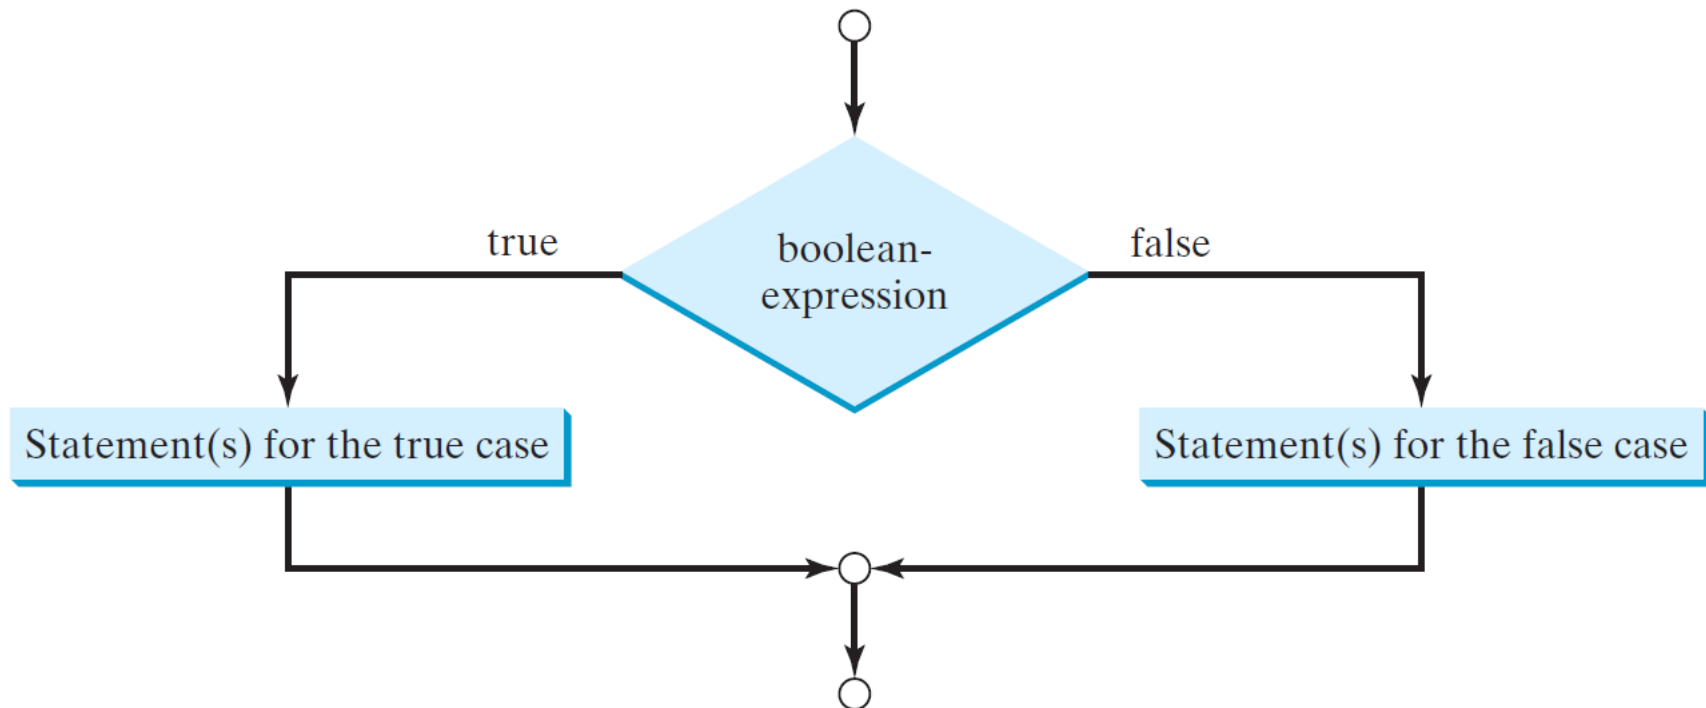 true
boolean-
expression
false
Statement(s) for the true case
Statement(s) for the false case